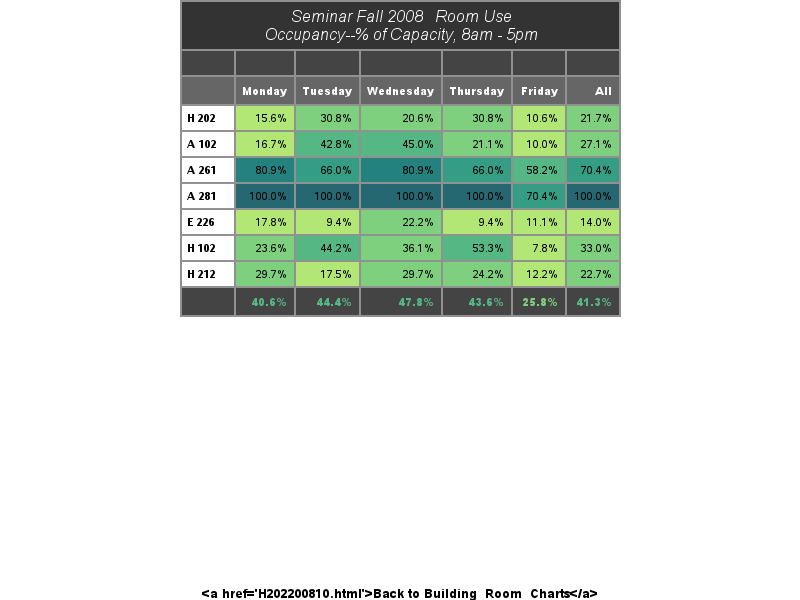 Seminar Fall 2008 Room Use
Occupancy--% of Capacity, 8am - 5pm
Monday Tuesday Wednesday Thursday Friday All
H 202 15.6% 30.8% 20.6% 30.8% 10.6% 21.7%
A 102 16.7% 42.8% 45.0% 21.1% 10.0% 27.1%
A 261 80.9% 66.0% 80.9% 66.0% 58.2% 70.4%
A 281 100.0% 100.0% 100.0% 100.0% 70.4% 100.0%
E 226 17.8% 9.4% 22.2% 9.4% 11.1% 14.0%
H 102 23.6% 44.2% 36.1% 53.3% 7.8% 33.0%
H 212 29.7% 17.5% 29.7% 24.2% 12.2% 22.7%
40.6% 44.4% 47.8% 43.6% 25.8% 41.3%
<a href='H202200810.html'>Back to Building Room Charts</a>